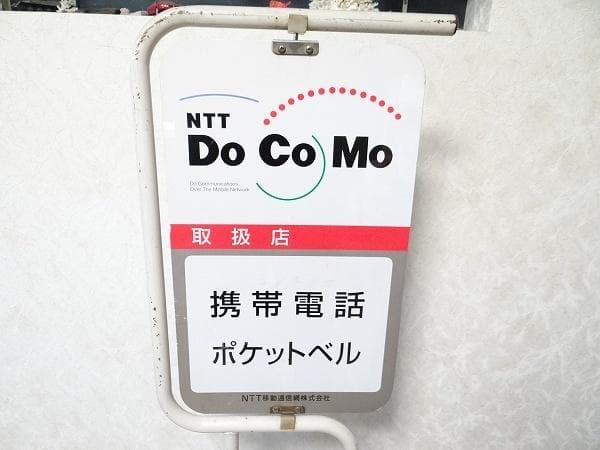 NTT
Do Co Mo
Do Communications
Over The Mobile Network
取扱店
携帯電話
ポケットベル
NTT移動通信網株式会社